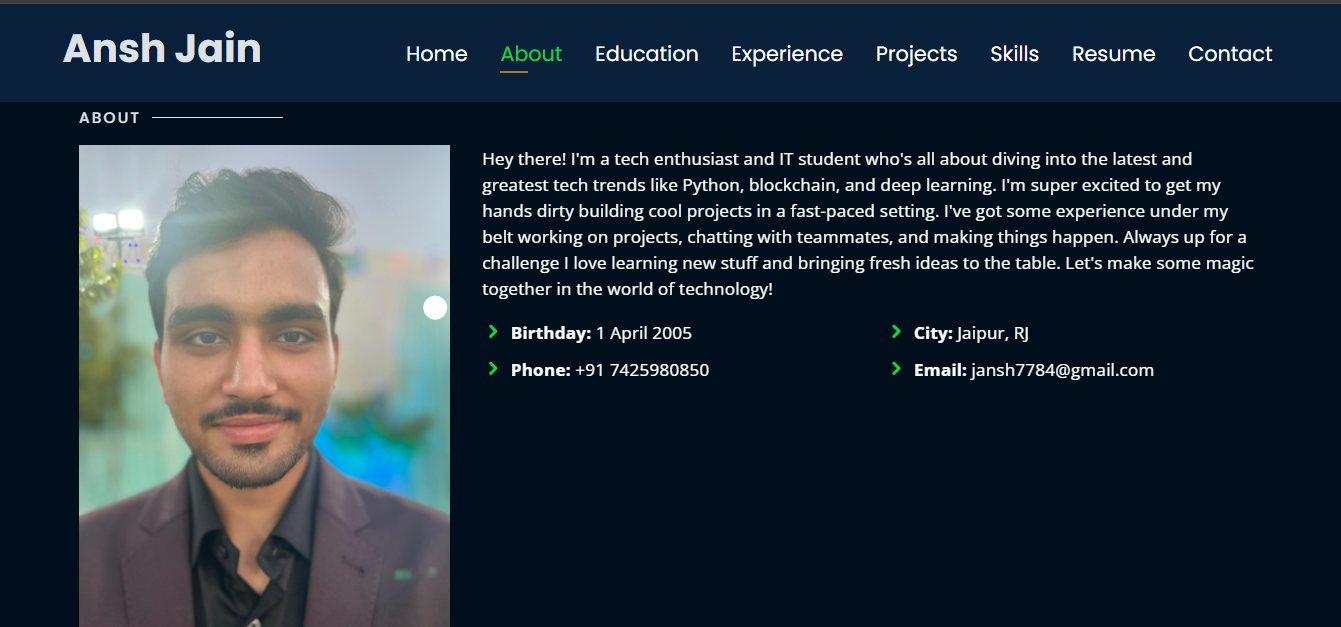 Ansh Jain
Home About Education Experience Projects Skills Resume Contact
ABOUT
Hey there! I'm a tech enthusiast and IT student who's all about diving into the latest and
greatest tech trends like Python, blockchain, and deep learning. I'm super excited to get my
hands dirty building cool projects in a fast-paced setting. I've got some experience under my
belt working on projects, chatting with teammates, and making things happen. Always up for a
challenge I love learning new stuff and bringing fresh ideas to the table. Let's make some magic
together in the world of technology!
Birthday: 1 April 2005
City: Jaipur, RJ
Phone: +91 7425980850
Email: jansh7784@gmail.com